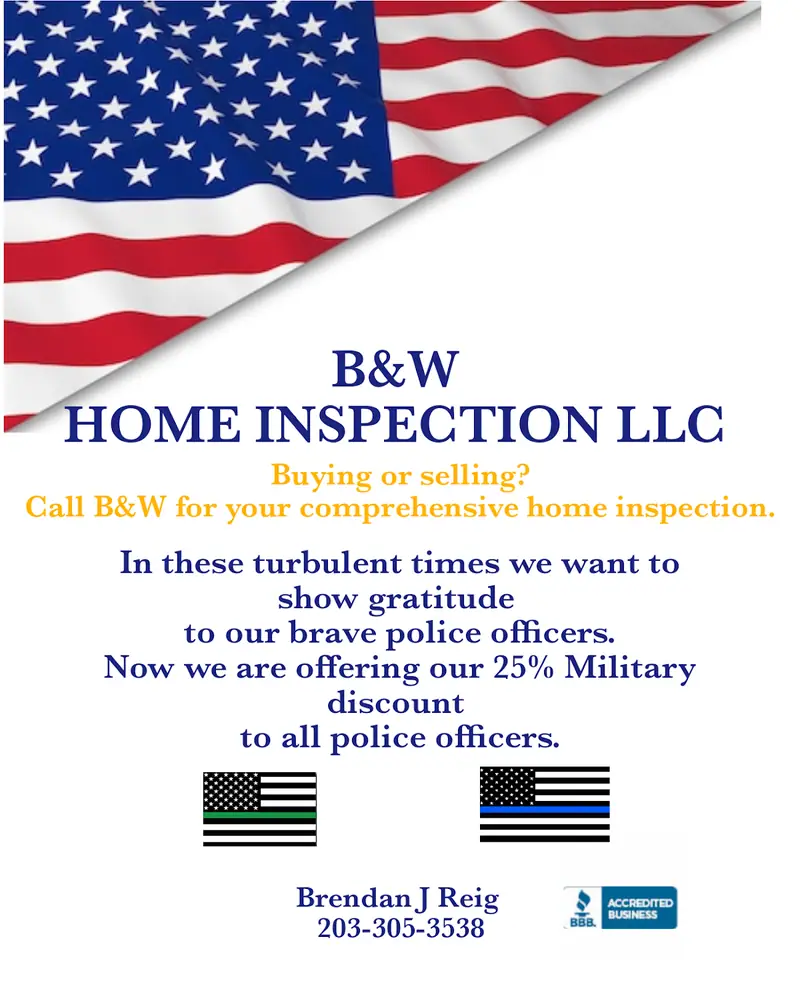 B&W
HOME INSPECTION LLC
Buying or selling?
Call B&W for your comprehensive home inspection.
In these turbulent times we want to
show gratitude
to our brave police officers.
Now we are offering our 25% Military
discount
to all police officers.
Brendan J Reig
203-305-3538
BBB.
ACCREDITED
BUSINESS